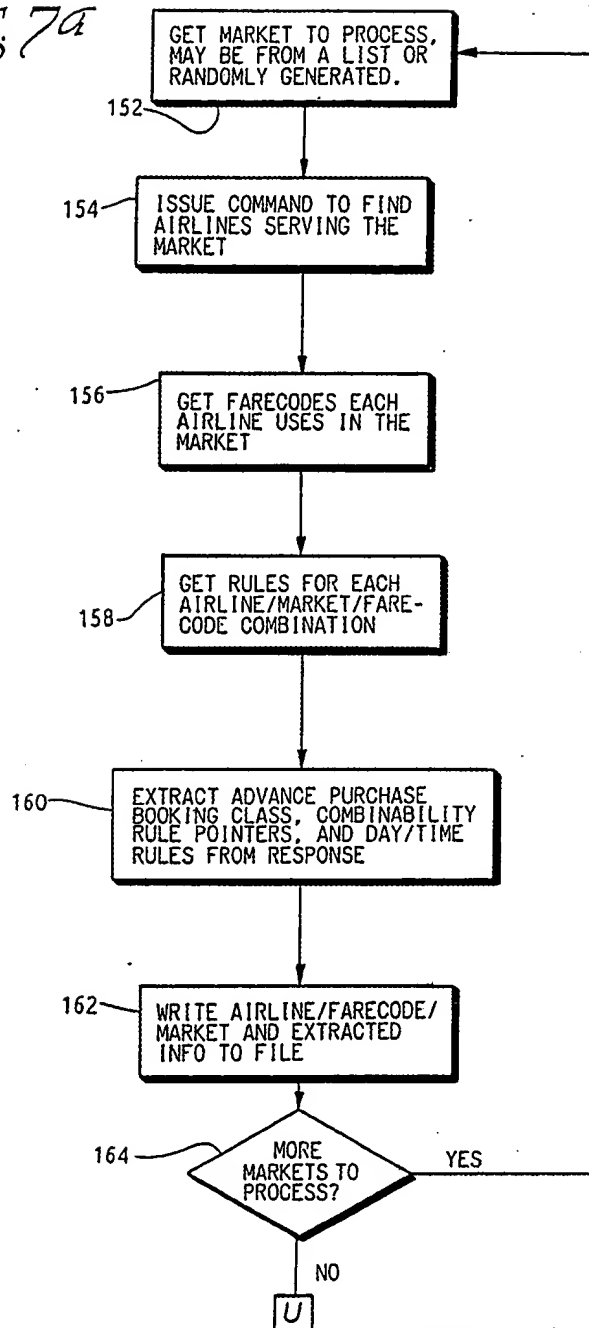 7a
GET MARKET TO PROCESS,
MAY BE FROM A LIST OR
RANDOMLY GENERATED.
152
154
ISSUE COMMAND TO FIND
AIRLINES SERVING THE
MARKET
156
GET FARECODES EACH
AIRLINE USES IN THE
MARKET
158
GET RULES FOR EACH
AIRLINE/MARKET/FARE-
CODE COMBINATION
160
EXTRACT ADVANCE PURCHASE
BOOKING CLASS, COMBINABILITY
RULE POINTERS, AND DAY/TIME
RULES FROM RESPONSE
162
WRITE AIRLINE/FARECODE/
MARKET AND EXTRACTED
INFO TO FILE
164
MORE
MARKETS TO
PROCESS?
YES
NO
U